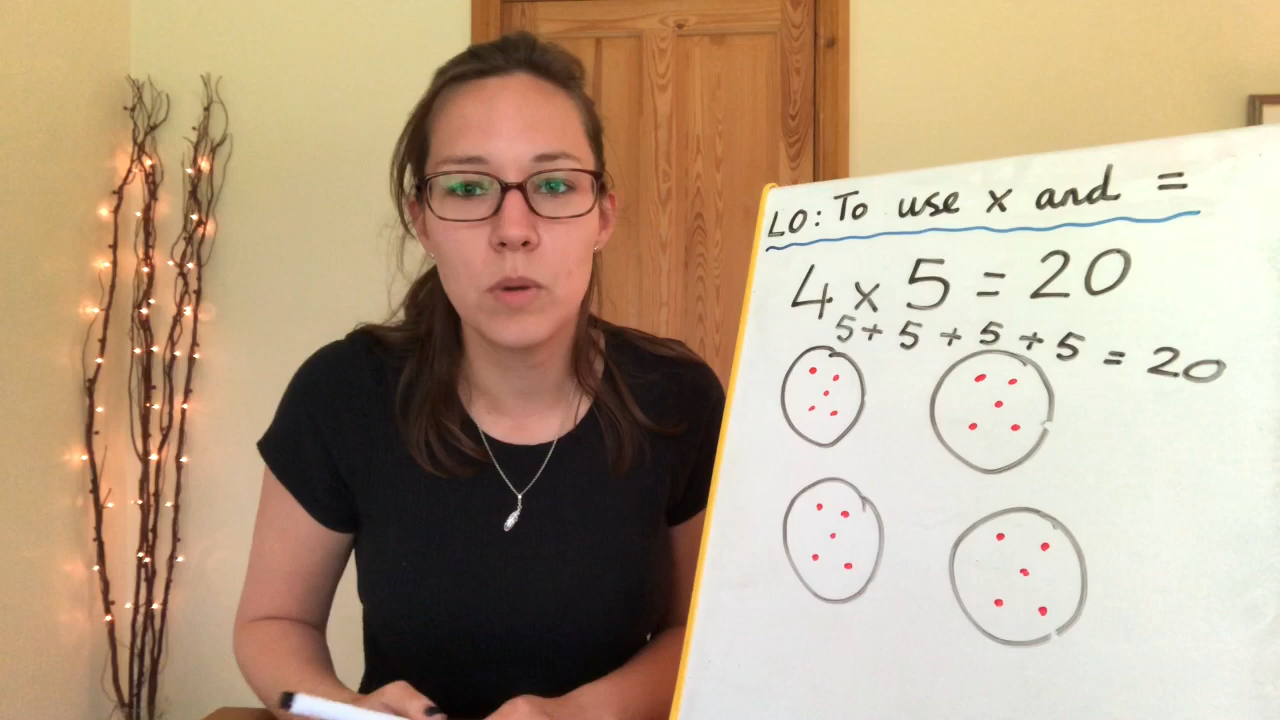 LO: To use x and =
4 x 5 = 20
5 + 5 + 5 + 5 = 20